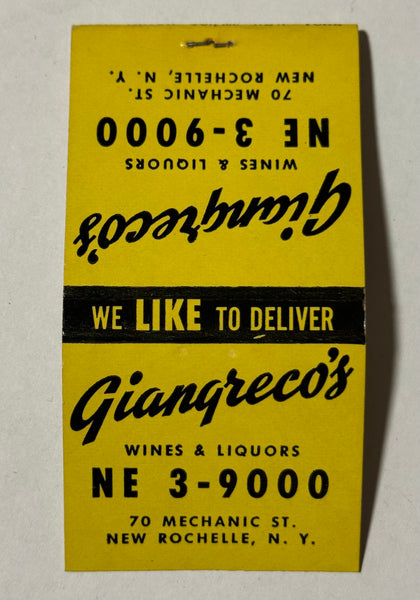 70 MECHANIC ST.
NEW ROCHELLE, N. Y.
NE 3-9000
WINES & LIQUORS
Giangreco's
WE LIKE TO DELIVER
Giangreco's
WINES & LIQUORS
NE 3-9000
70 MECHANIC ST.
NEW ROCHELLE, N. Y.